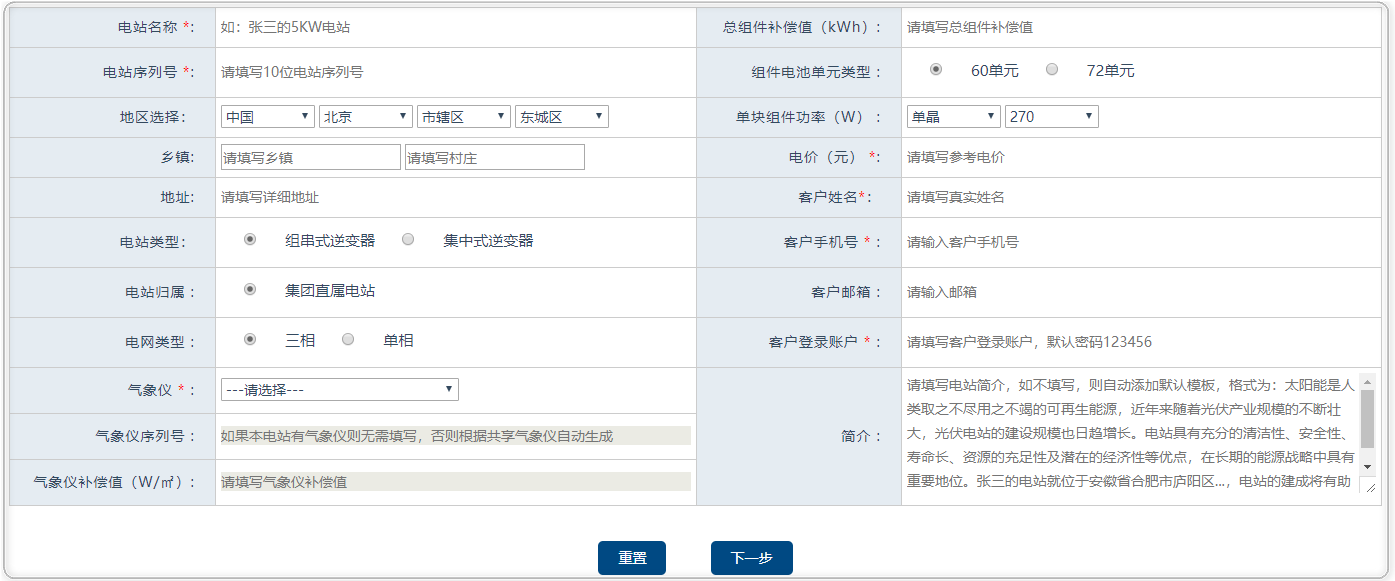 电站名称 *: 如：张三的5KW电站 总组件补偿值（kWh）: 请填写总组件补偿值
电站序列号 *: 请填写10位电站序列号 组件电池单元类型： 60单元 72单元
地区选择： 中国 北京 市辖区 东城区 单块组件功率（W）: 单晶 270
乡镇: 请填写乡镇 请填写村庄 电价（元）*: 请填写参考电价
地址: 请填写详细地址 客户姓名*: 请填写真实姓名
电站类型: 组串式逆变器 集中式逆变器 客户手机号 *: 请输入客户手机号
电站归属： 集团直属电站 客户邮箱： 请输入邮箱
电网类型： 三相 单相 客户登录账户 *: 请填写客户登录账户，默认密码123456
气象仪 *: ---请选择---
气象仪序列号： 如果本电站有气象仪则无需填写，否则根据共享气象仪自动生成
气象仪补偿值（W/㎡）: 请填写气象仪补偿值
简介： 请填写电站简介，如不填写，则自动添加默认模板，格式为：太阳能是人
类取之不尽用之不竭的可再生能源，近年来随着光伏产业规模的不断壮
大，光伏电站的建设规模也日趋增长。电站具有充分的清洁性、安全性、
寿命长、资源的充足性及潜在的经济性等优点，在长期的能源战略中具有
重要地位。张三的电站就位于安徽省合肥市庐阳区...，电站的建成将有助
重置 下一步